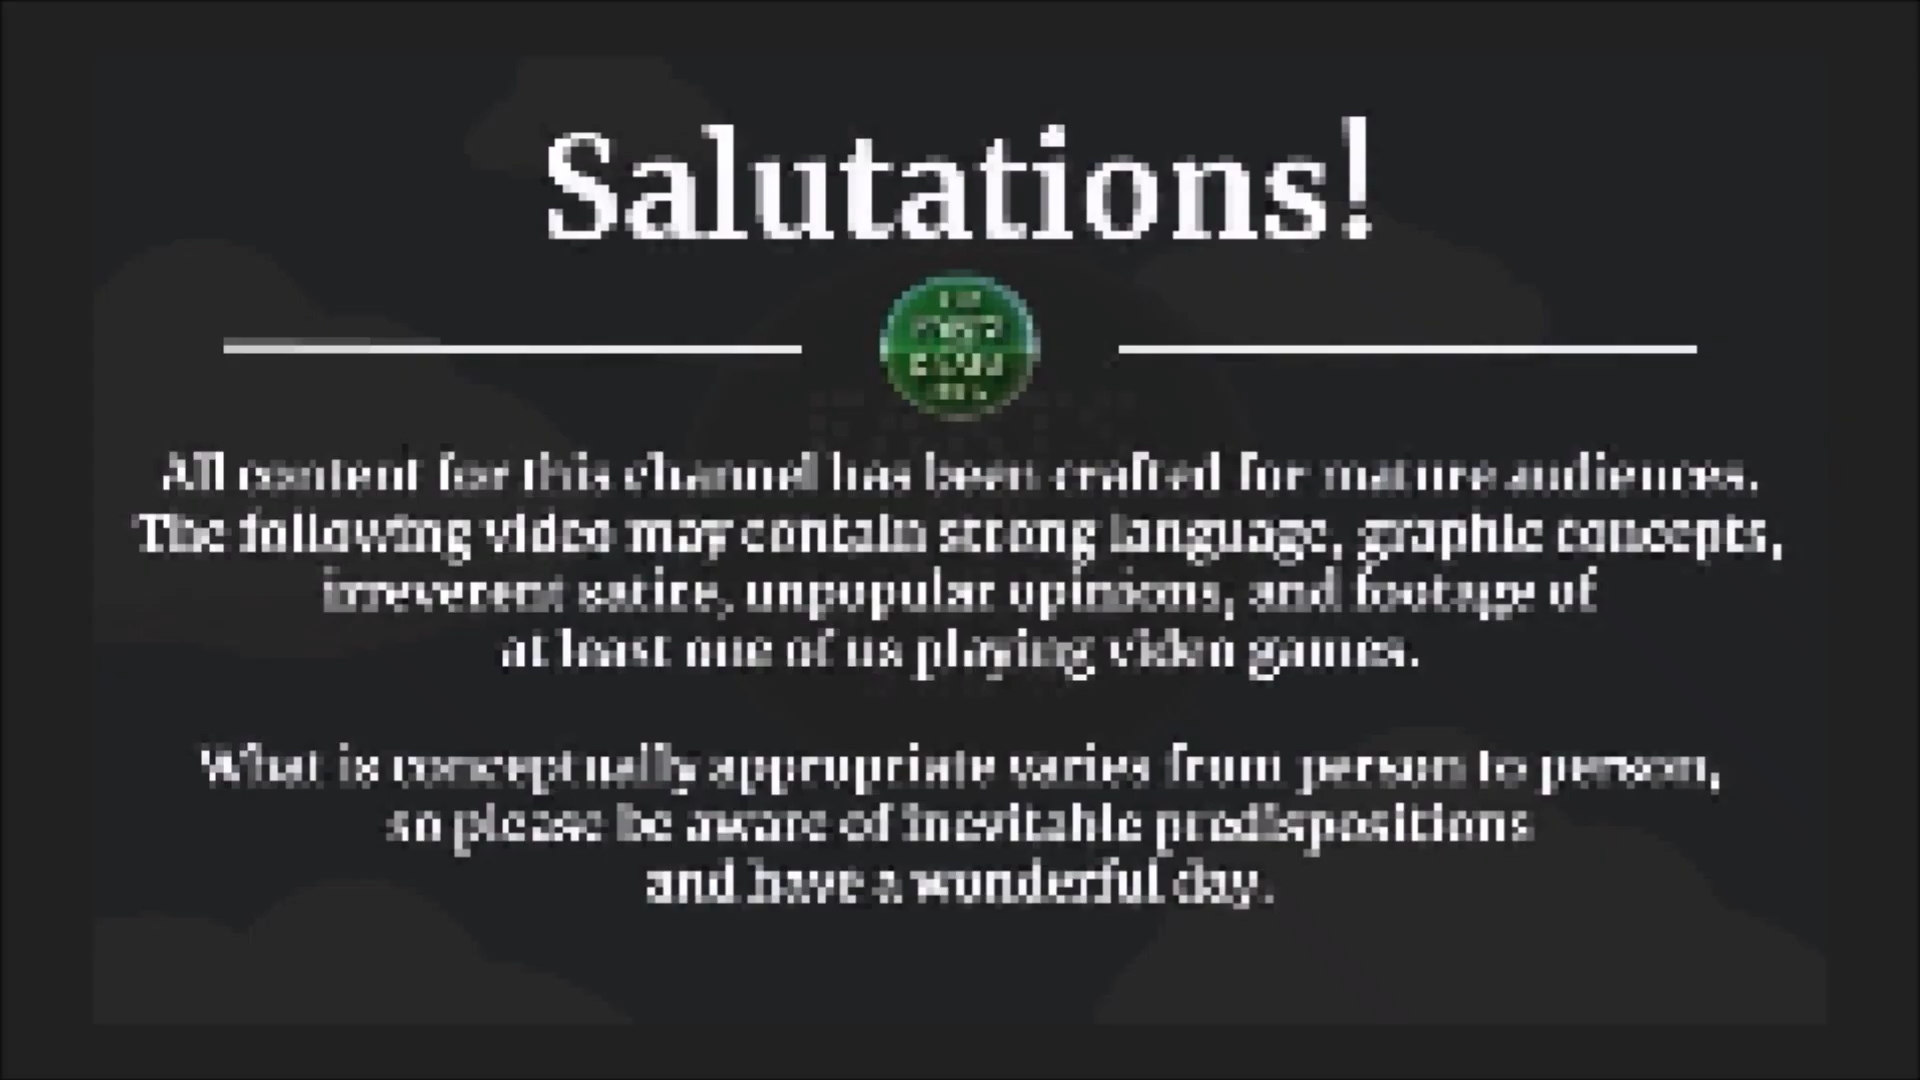 Salutations!
All content for this channel has been crafted for mature audiences.
The following video may contain strong language, graphic concepts,
irreverent satire, unpopular opinions, and footage of
at least one of us playing video games.
What is conceptually appropriate varies from person to person,
so please be aware of inevitable predispositions
and have a wonderful day.